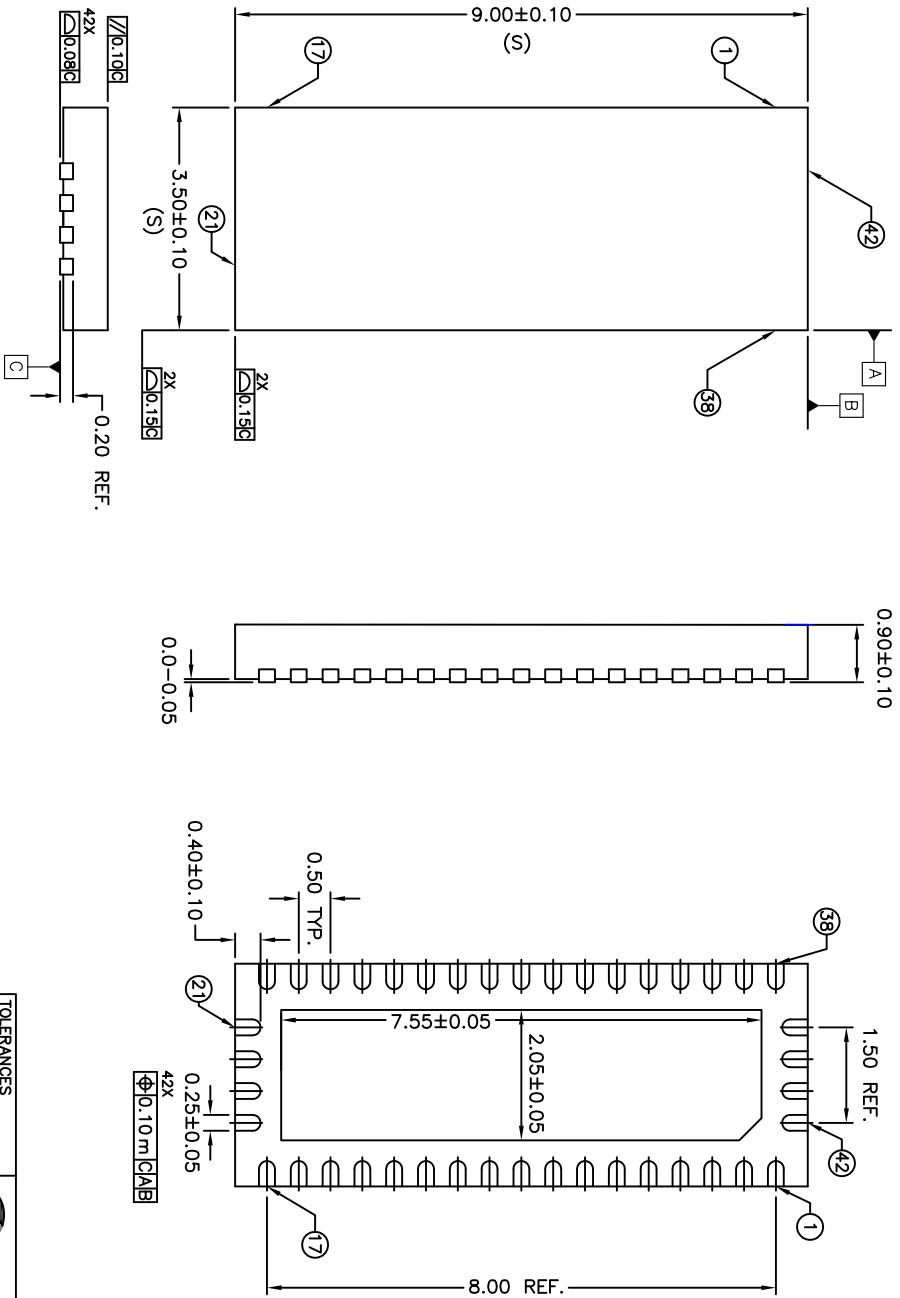 9.00±0.10
(S)
17
1
42X
0.08 C
// 0.10 C
3.50±0.10
(S)
21
42
A
B
38
2X
0.15 C
2X
0.15 C
C
0.20 REF.
0.90±0.10
0.0-0.05
0.40±0.10
0.50 TYP.
38
1.50 REF.
21
7.55±0.05
2.05±0.05
42
0.25±0.05
42X
0.10 m C A B
1
17
8.00 REF.
TOLERANCES